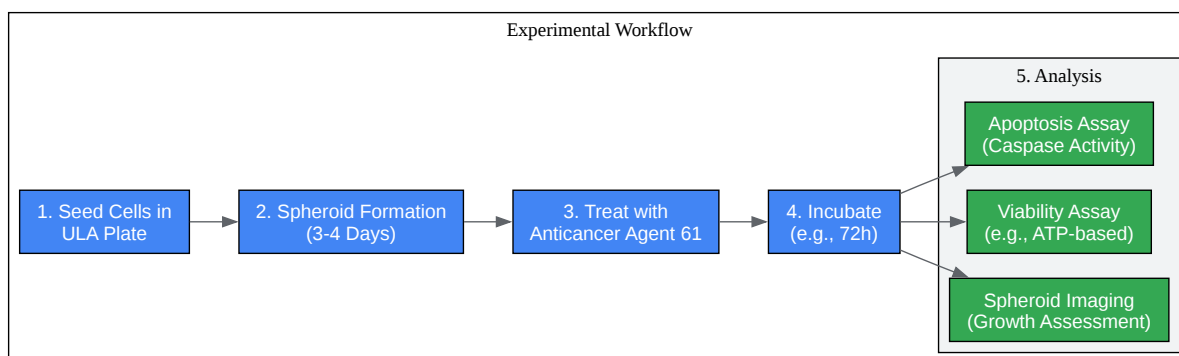 Experimental Workflow
1. Seed Cells in
ULA Plate
2. Spheroid Formation
(3-4 Days)
3. Treat with
Anticancer Agent 61
4. Incubate
(e.g., 72h)
5. Analysis
Apoptosis Assay
(Caspase Activity)
Viability Assay
(e.g., ATP-based)
Spheroid Imaging
(Growth Assessment)